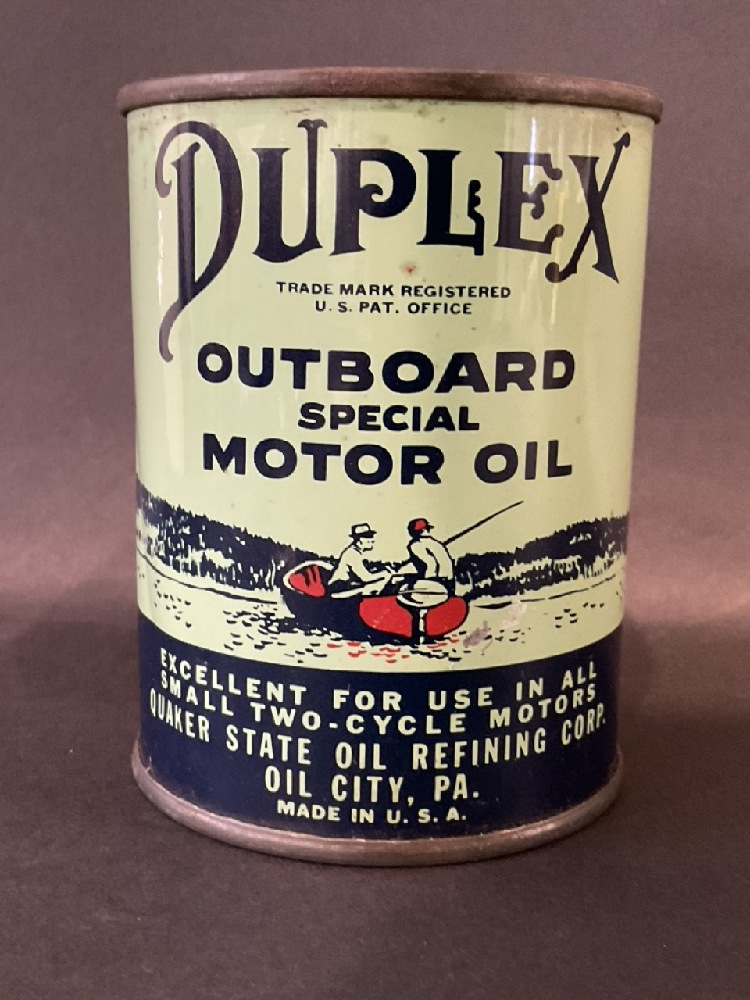 DUPLEX
TRADE MARK REGISTERED
U. S. PAT. OFFICE
OUTBOARD
SPECIAL
MOTOR OIL
EXCELLENT FOR USE IN ALL
SMALL TWO-CYCLE MOTORS
QUAKER STATE OIL REFINING CORP.
OIL CITY, PA.
MADE IN U. S. A.